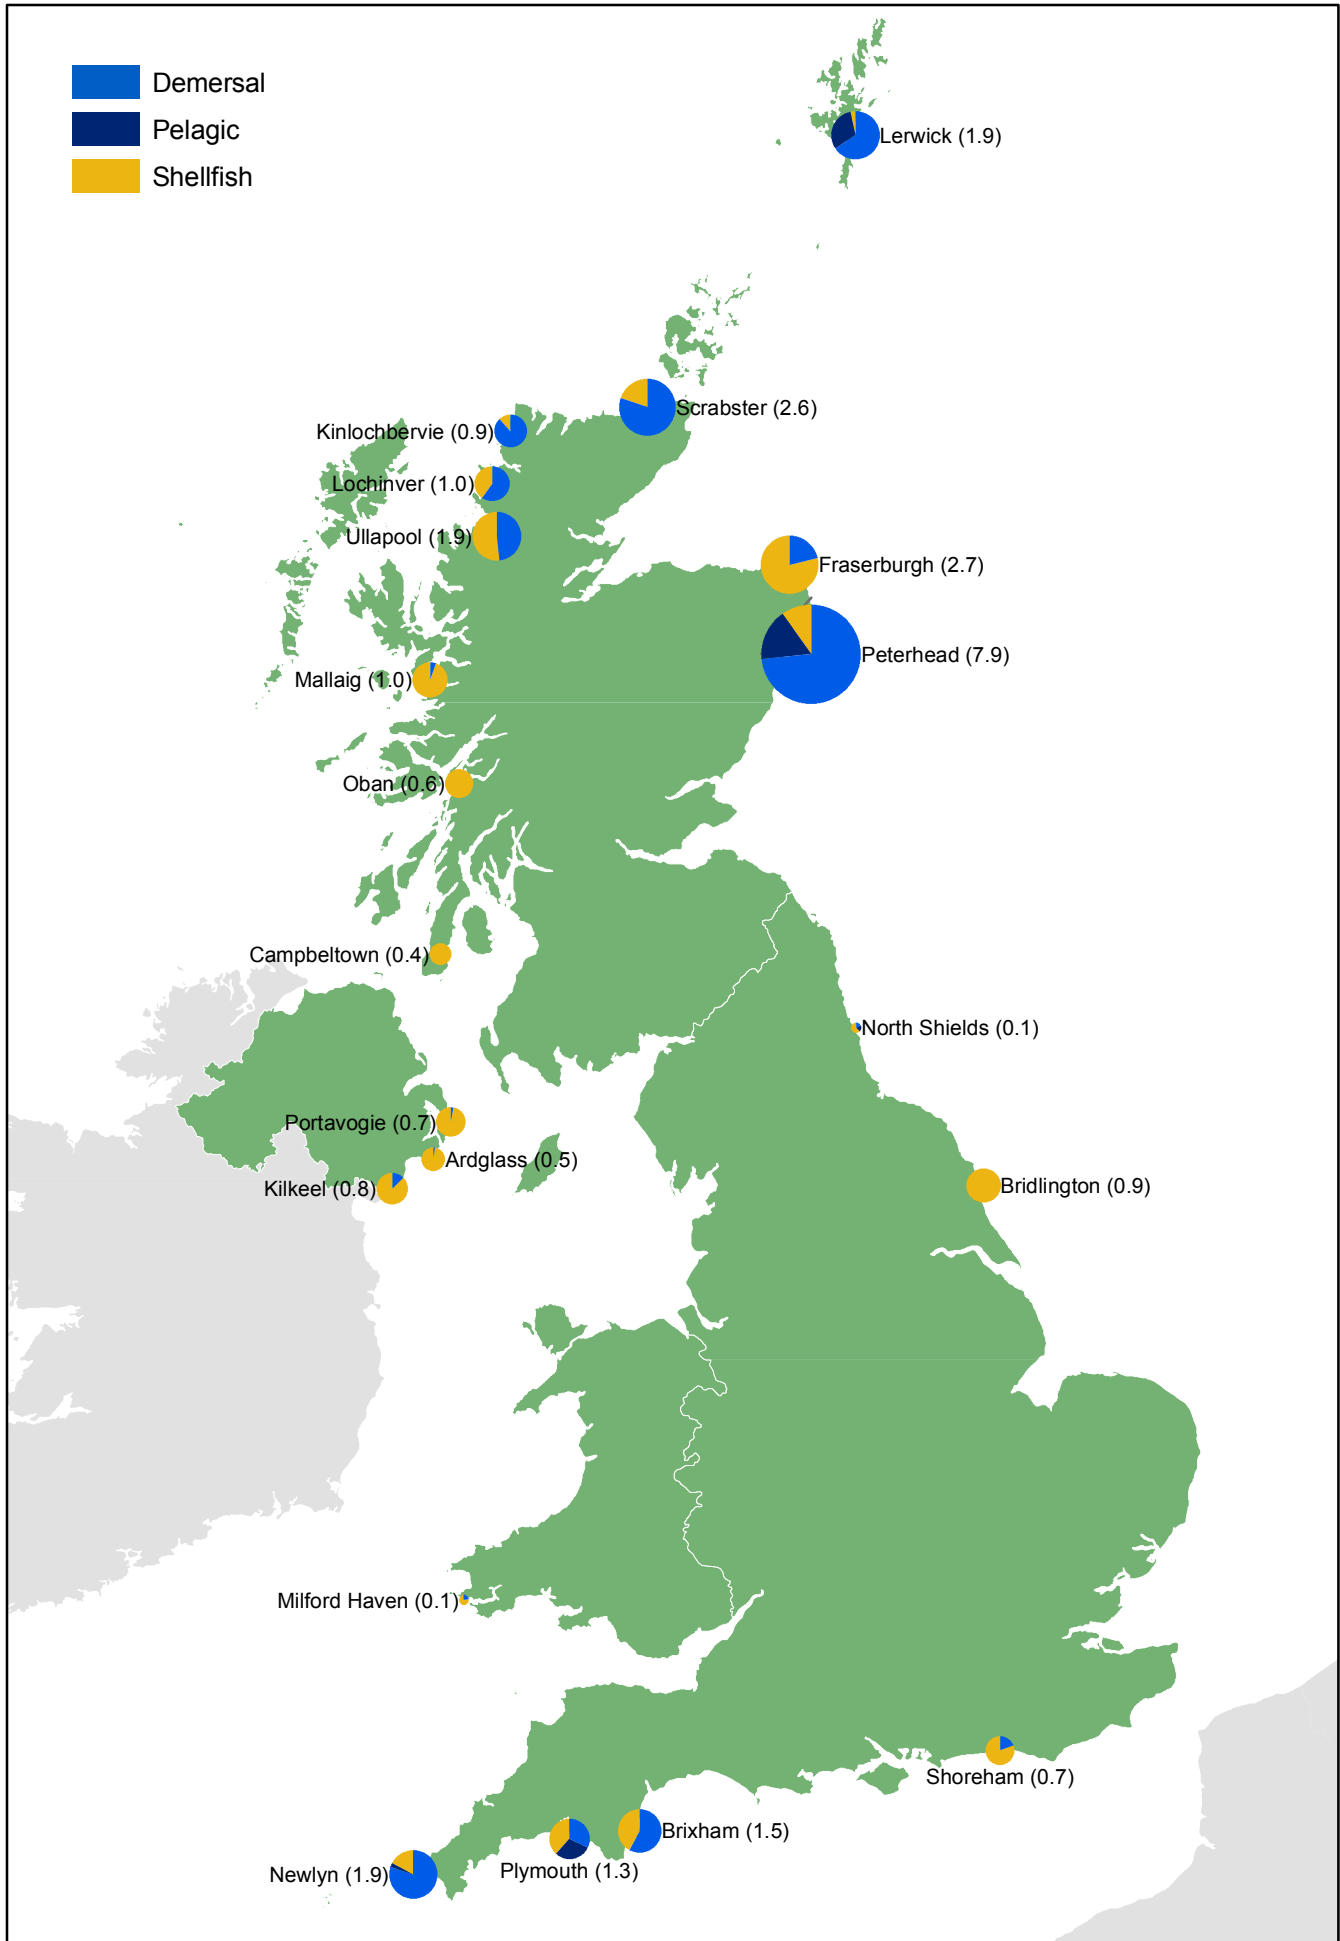 Demersal
Pelagic
Shellfish
Lerwick (1.9)
Scrabster (2.6)
Kinlochbervie (0.9)
Lochinver (1.0)
Ullapool (1.9)
Fraserburgh (2.7)
Peterhead (7.9)
Mallaig (1.0)
Oban (0.6)
Campbeltown (0.4)
North Shields (0.1)
Portavogie (0.7)
Ardglass (0.5)
Kilkeel (0.8)
Bridlington (0.9)
Milford Haven (0.1)
Shoreham (0.7)
Brixham (1.5)
Plymouth (1.3)
Newlyn (1.9)